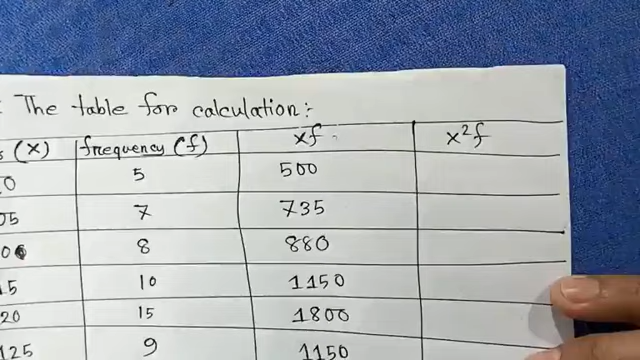 : The table for calculation:-
(x) frequency (f) xf x²f
0 5 500
05 7 735
0 8 880
15 10 1150
20 15 1800
125 9 1150